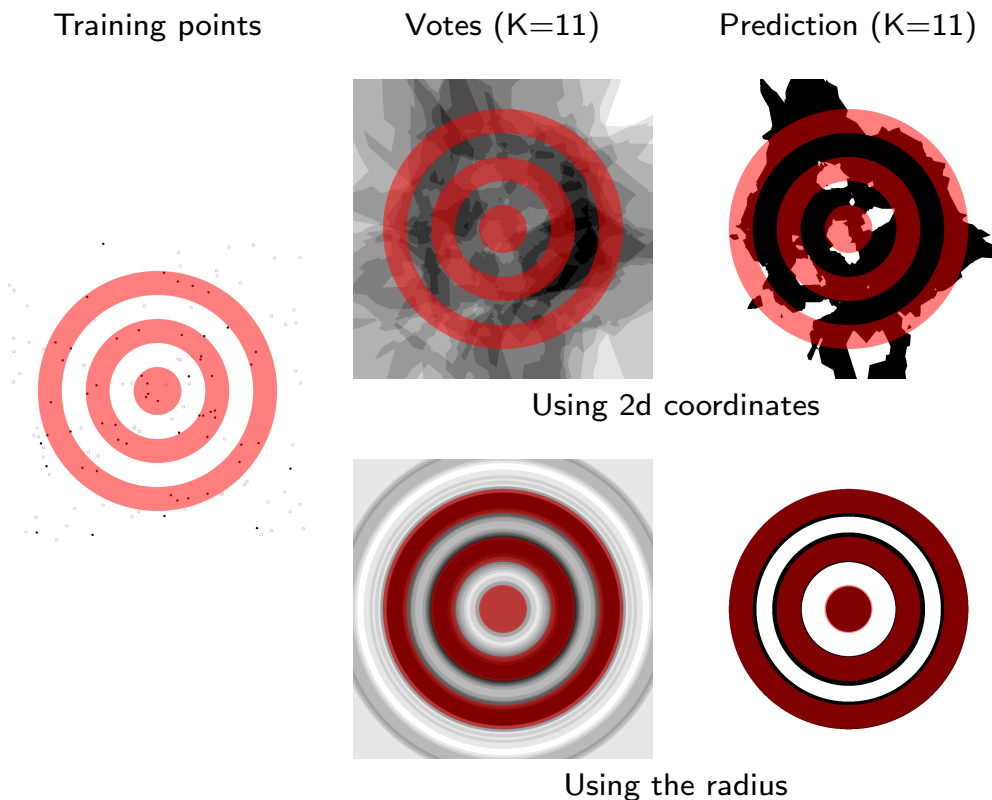 Training points
Votes (K=11)
Prediction (K=11)
Using 2d coordinates
Using the radius